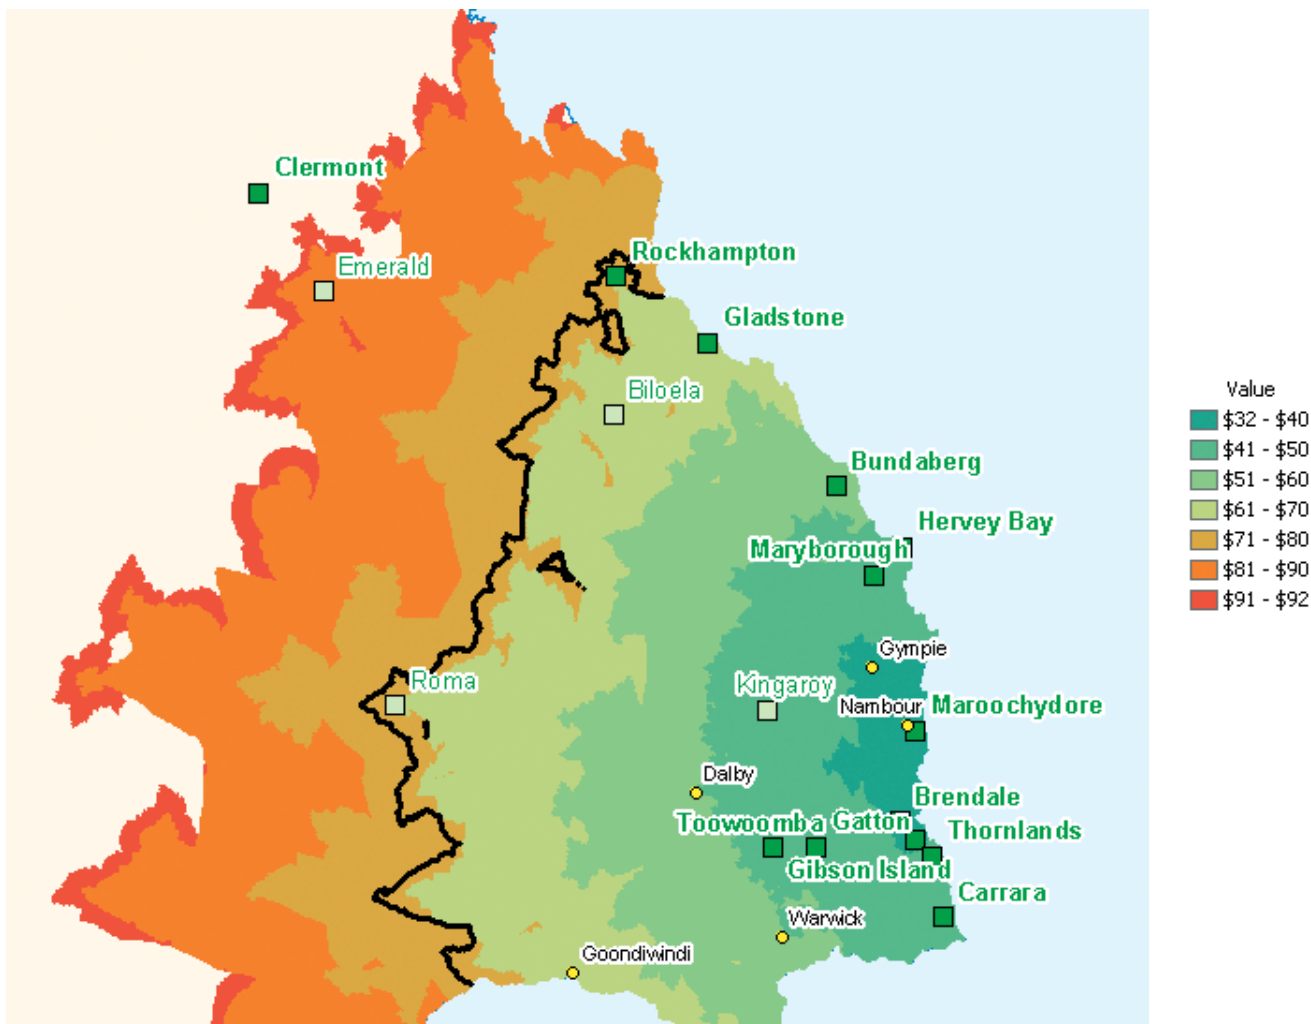 Clermont
Rockhampton
Emerald
Gladstone
Biloela
Value
$32 - $40
$41 - $50
$51 - $60
$61 - $70
$71 - $80
$81 - $90
$91 - $92
Bundaberg
Hervey Bay
Maryborough
Gympie
Roma
Kingaroy
Nambour
Maroochydore
Dalby
Brendale
Toowoomba
Gatton
Thornlands
Gibson Island
Carrara
Warwick
Goondiwindi